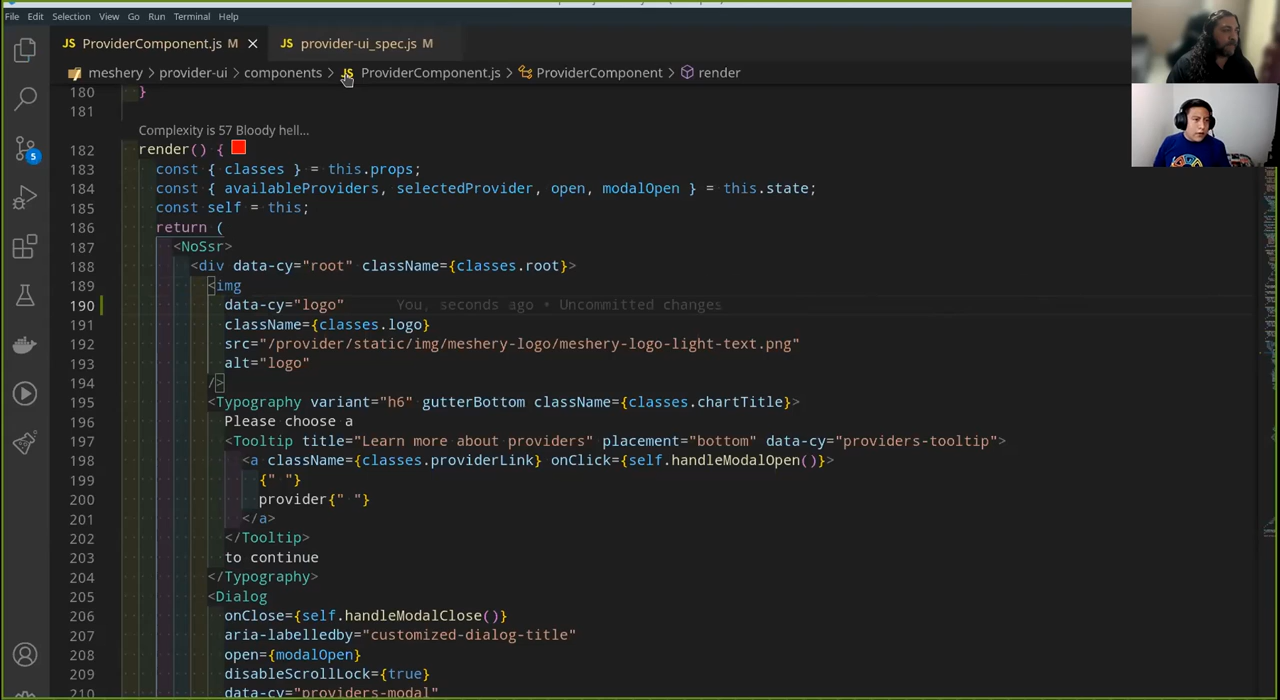 File Edit Selection View Go Run Terminal Help
JS ProviderComponent.js M JS provider-ui_spec.js M
meshery > provider-ui > components > JS ProviderComponent.js > ProviderComponent > render
180 }
181
Complexity is 57 Bloody hell...
182 render() {
183 const { classes } = this.props;
184 const { availableProviders, selectedProvider, open, modalOpen } = this.state;
185 const self = this;
186 return (
187 <NoSsr>
188 <div data-cy="root" className={classes.root}>
189 <img
190 data-cy="logo" You, seconds ago • Uncommitted changes
191 className={classes.logo}
192 src="/provider/static/img/meshery-logo/meshery-logo-light-text.png"
193 alt="logo"
194 />
195 <Typography variant="h6" gutterBottom className={classes.chartTitle}>
196 Please choose a
197 <Tooltip title="Learn more about providers" placement="bottom" data-cy="providers-tooltip">
198 <a className={classes.providerLink} onClick={self.handleModalOpen()}>
199 {" "}
200 provider{" "}
201 </a>
202 </Tooltip>
203 to continue
204 </Typography>
205 <Dialog
206 onClose={self.handleModalClose()}
207 aria-labelledby="customized-dialog-title"
208 open={modalOpen}
209 disableScrollLock={true}
210 data-cy="providers-modal"
5